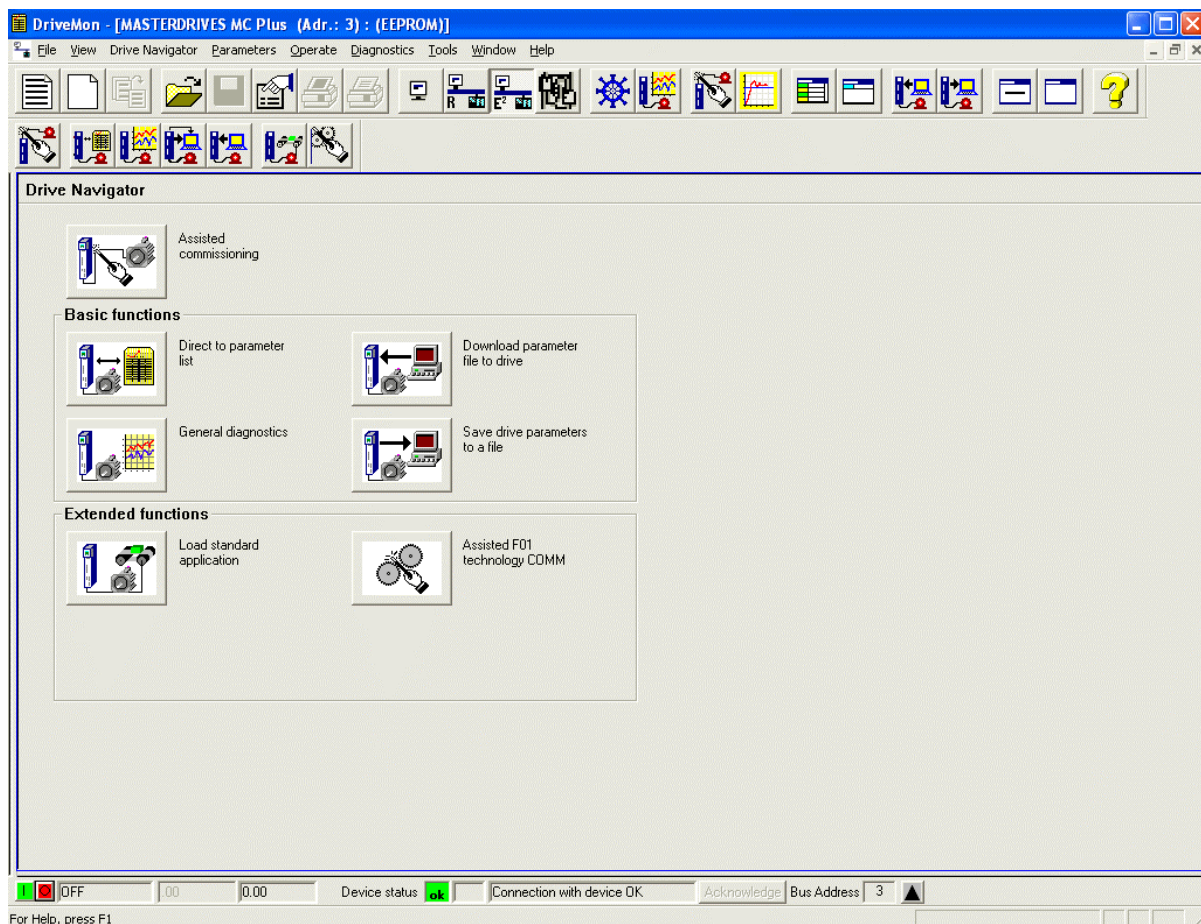 DriveMon - [MASTERDRIVES MC Plus (Adr.: 3) : (EEPROM)]
File View Drive Navigator Parameters Operate Diagnostics Tools Window Help
R E²
Drive Navigator
Assisted
commissioning
Basic functions
Direct to parameter
list
Download parameter
file to drive
General diagnostics
Save drive parameters
to a file
Extended functions
Load standard
application
Assisted F01
technology COMM
OFF 00 0.00 Device status ok Connection with device OK Acknowledge Bus Address 3
For Help, press F1